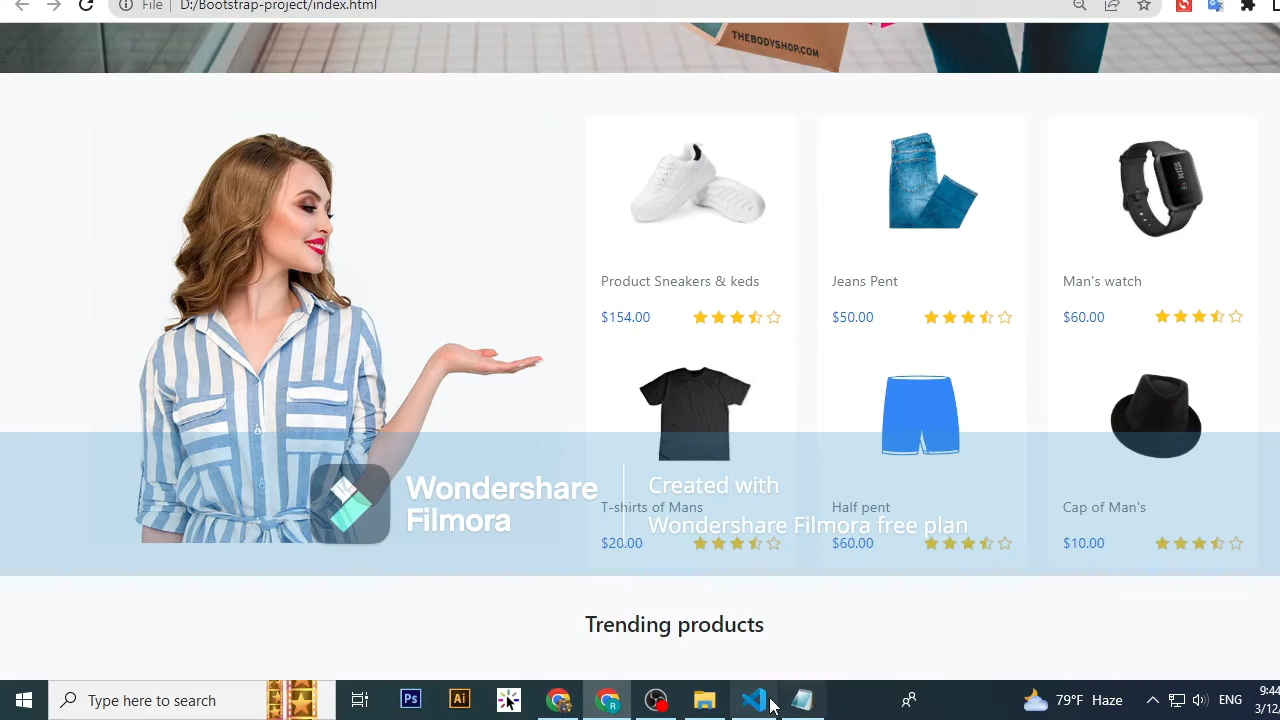 File | D:/Bootstrap-project/index.html
THEBODYSHOP.COM
Product Sneakers & keds
$154.00
Jeans Pent
$50.00
Man's watch
$60.00
T-shirts of Mans
$20.00
Half pent
$60.00
Cap of Man's
$10.00
Wondershare
Filmora
Created with
Wondershare Filmora free plan
Trending products
Type here to search
Ps
Ai
R
79°F Haze
ENG
9:44
3/12/